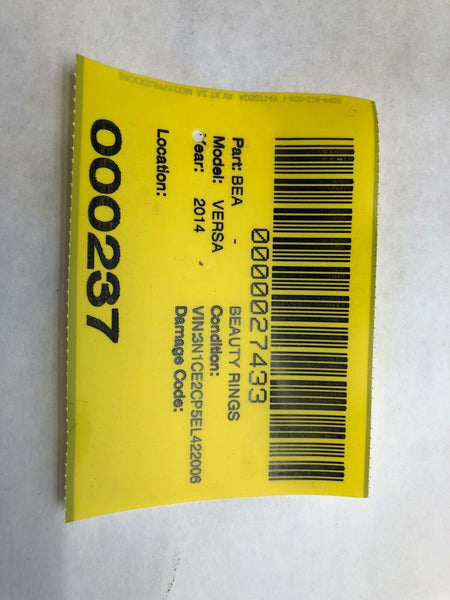 0000027433
Part: BEA - BEAUTY RINGS
Model: VERSA Condition:
Year: 2014 VIN:3N1CE2CP5EL422006
Damage Code:
Location:
000237